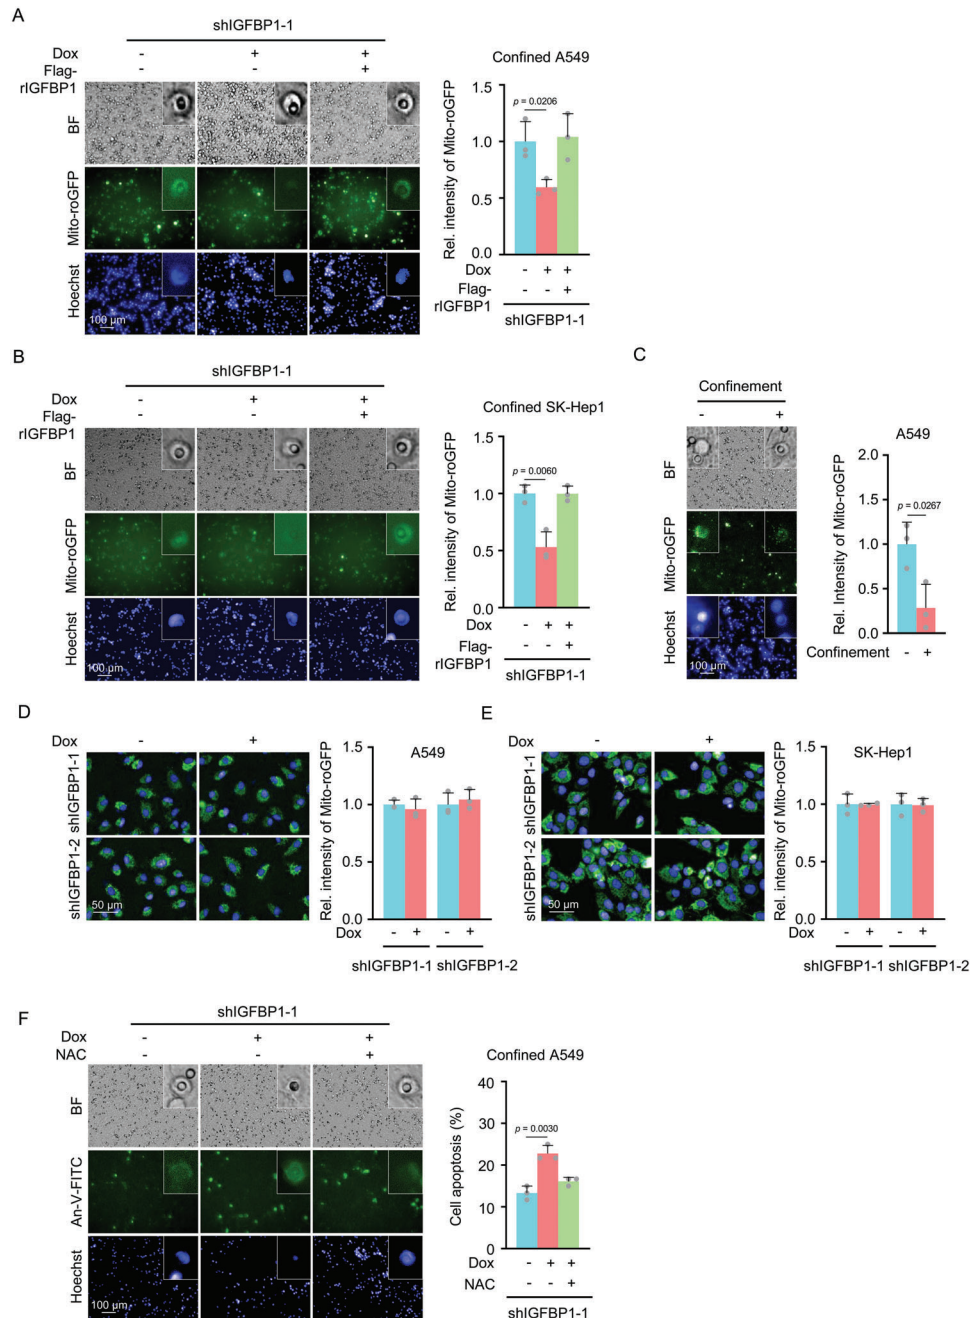 A
shIGFBP1-1
Dox - + +
Flag-rIGFBP1 - - +
BF
Mito-roGFP
Hoechst
100 µm
Confined A549
Rel. intensity of Mito-roGFP
1.5
1.0
0.5
0.0
p = 0.0206
Dox - + +
Flag-rIGFBP1 - - +
shIGFBP1-1
B
shIGFBP1-1
Dox - + +
Flag-rIGFBP1 - - +
BF
Mito-roGFP
Hoechst
100 µm
Confined SK-Hep1
Rel. intensity of Mito-roGFP
1.5
1.0
0.5
0.0
p = 0.0060
Dox - + +
Flag-rIGFBP1 - - +
shIGFBP1-1
C
Confinement
- +
BF
Mito-roGFP
Hoechst
100 µm
A549
Rel. Intensity of Mito-roGFP
2.0
1.5
1.0
0.5
0.0
p = 0.0267
Confinement - +
D
Dox - +
shIGFBP1-1
shIGFBP1-2
50 µm
A549
Rel. intensity of Mito-roGFP
1.5
1.0
0.5
0.0
Dox - + - +
shIGFBP1-1 shIGFBP1-2
E
Dox - +
shIGFBP1-1
shIGFBP1-2
50 µm
SK-Hep1
Rel. intensity of Mito-roGFP
1.5
1.0
0.5
0.0
Dox - + - +
shIGFBP1-1 shIGFBP1-2
F
shIGFBP1-1
Dox - + +
NAC - - +
BF
An-V-FITC
Hoechst
100 µm
Confined A549
Cell apoptosis (%)
40
30
20
10
0
p = 0.0030
Dox - + +
NAC - - +
shIGFBP1-1